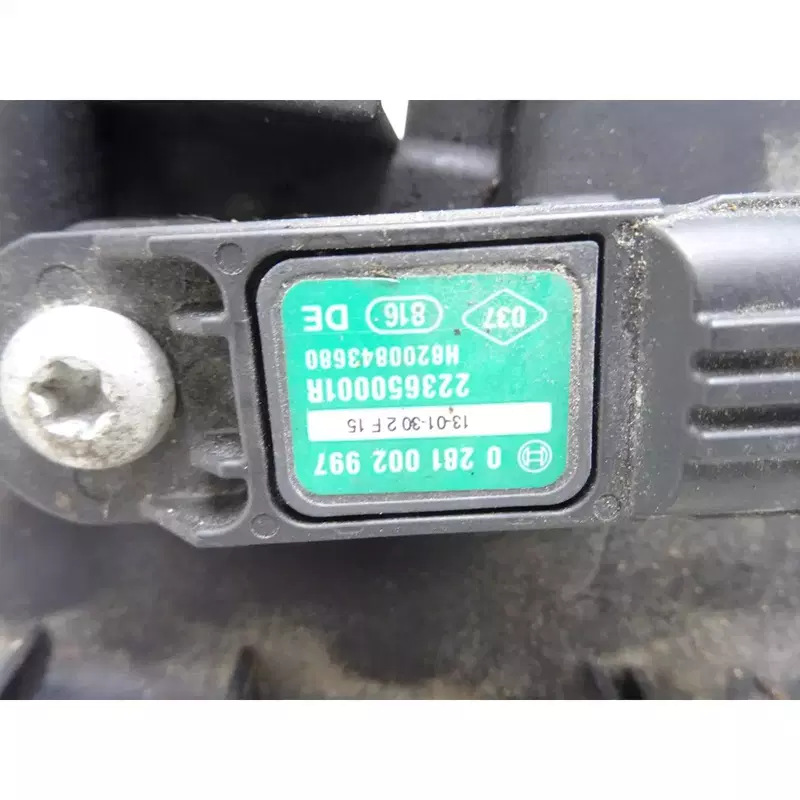 0 281 002 997
13-01-30 2 F 15
223650001R
H8200843680
037 816 DE